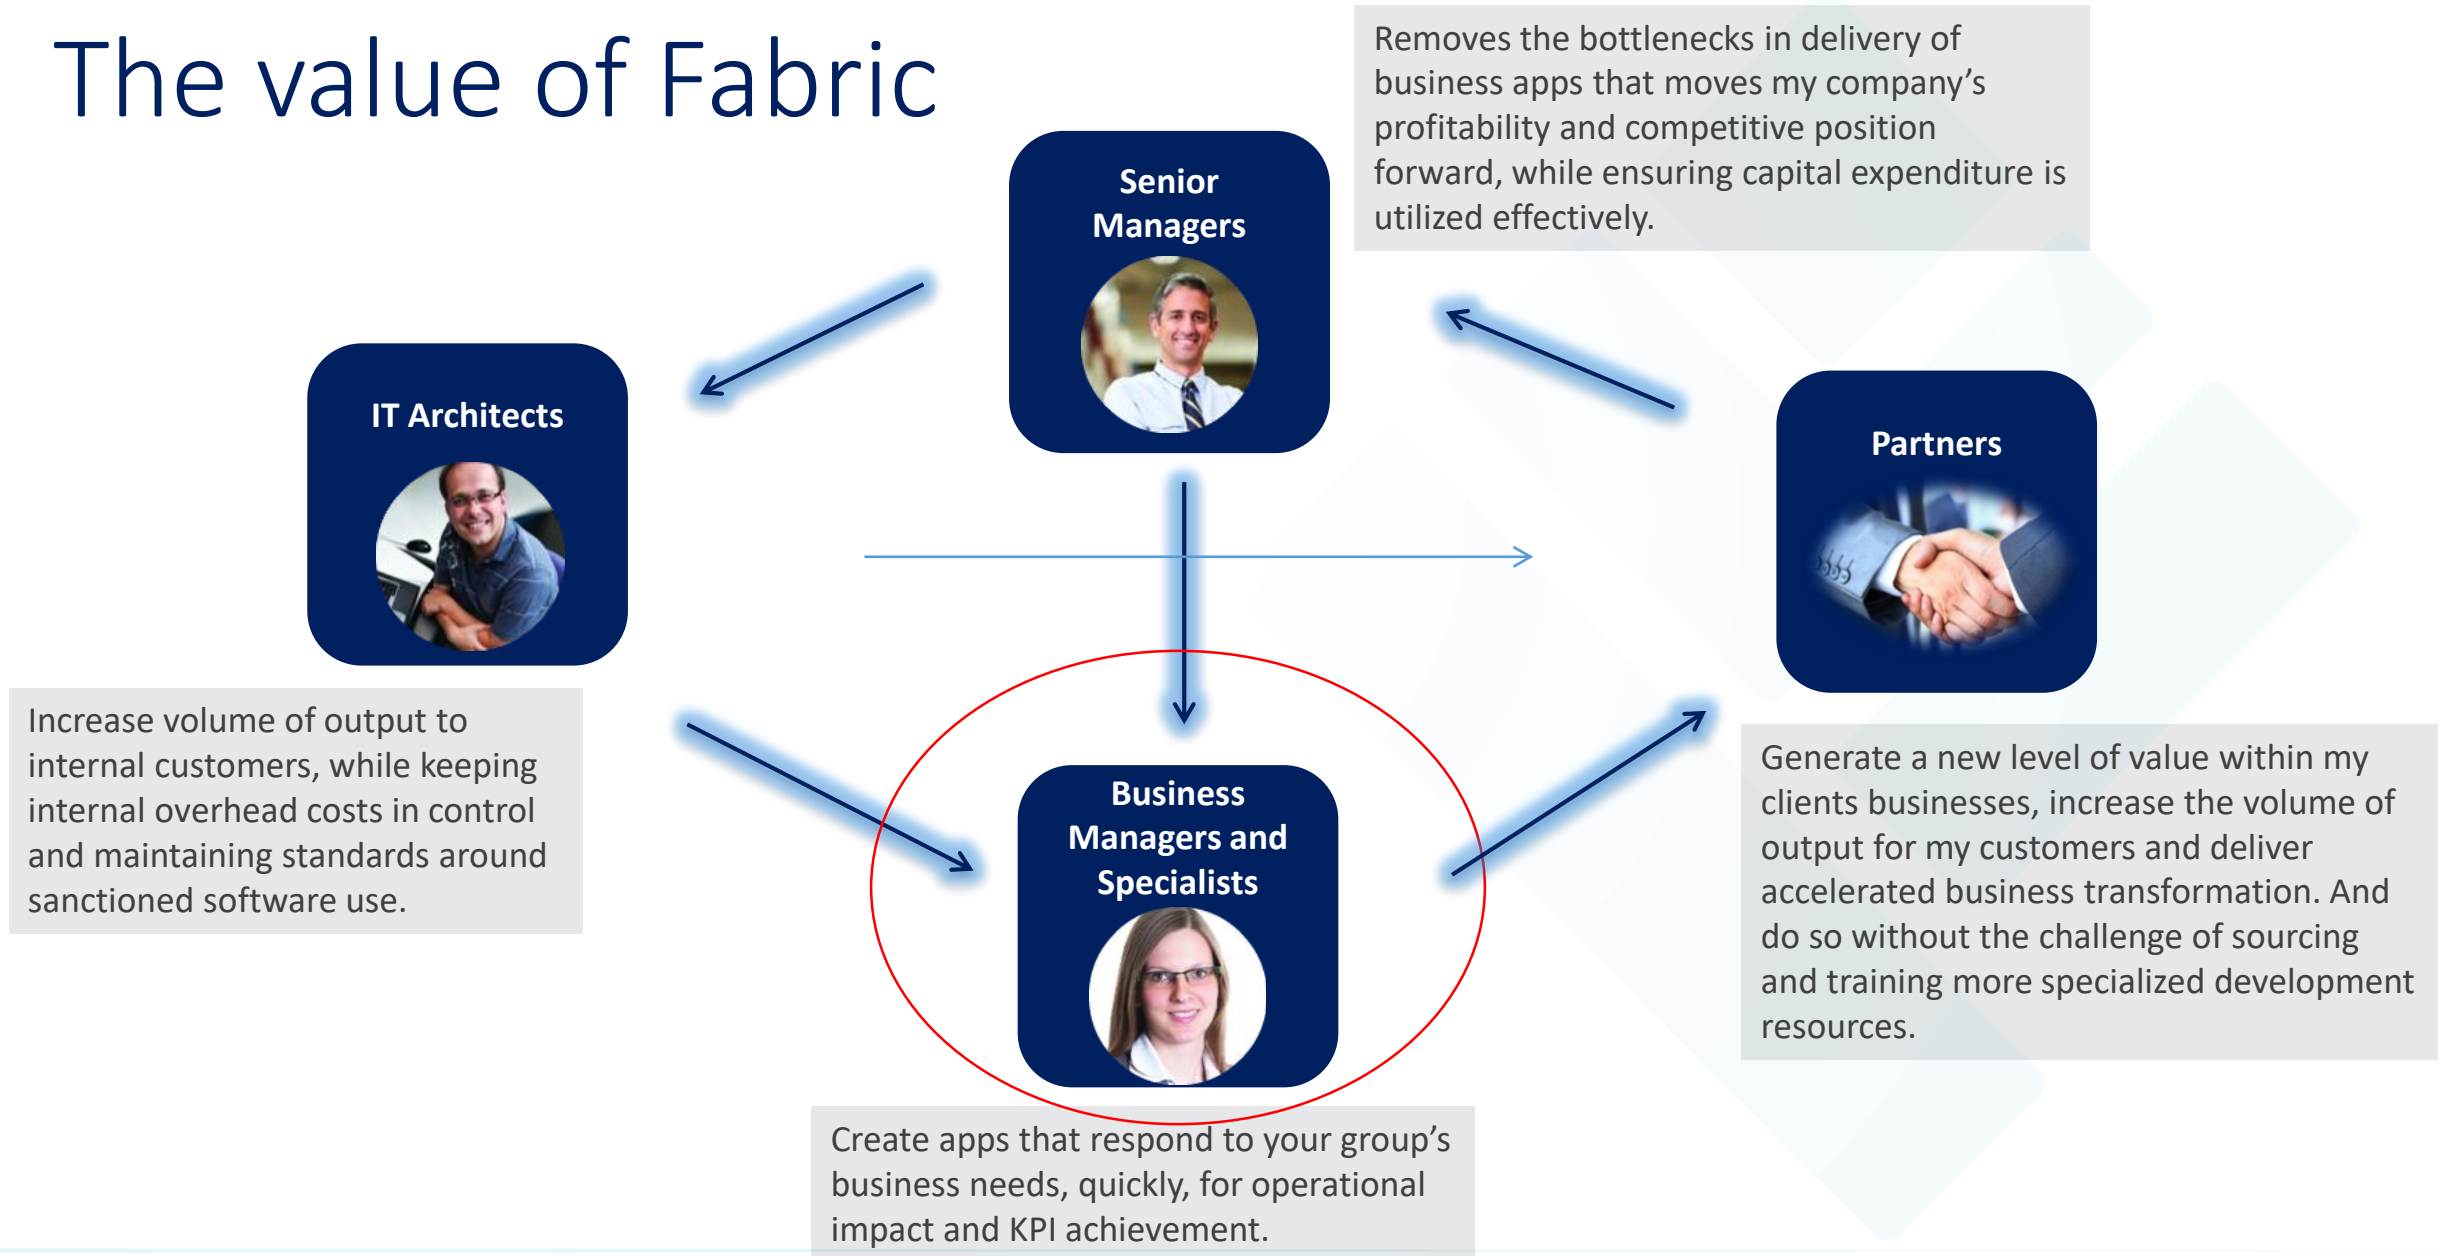 The value of Fabric
Removes the bottlenecks in delivery of
business apps that moves my company’s
profitability and competitive position
forward, while ensuring capital expenditure is
utilized effectively.
Senior
Managers
IT Architects
Partners
Increase volume of output to
internal customers, while keeping
internal overhead costs in control
and maintaining standards around
sanctioned software use.
Business
Managers and
Specialists
Generate a new level of value within my
clients businesses, increase the volume of
output for my customers and deliver
accelerated business transformation. And
do so without the challenge of sourcing
and training more specialized development
resources.
Create apps that respond to your group’s
business needs, quickly, for operational
impact and KPI achievement.